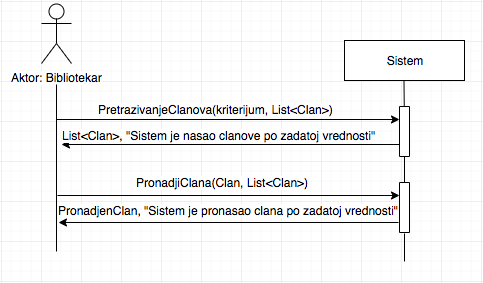 Aktor: Bibliotekar
Sistem
PretrazivanjeClanova(kriterijum, List<Clan>)
List<Clan>, "Sistem je nasao clanove po zadatoj vrednosti"
PronadjiClana(Clan, List<Clan>)
PronadjenClan, "Sistem je pronasao clana po zadatoj vrednosti"